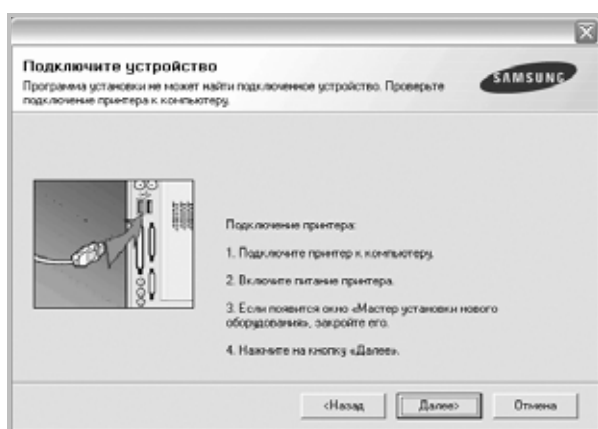 Подключите устройство
SAMSUNG
Программа установки не может найти подключенное устройство. Проверьте
подключение принтера к компьютеру.
Подключение принтера:
1. Подключите принтер к компьютеру.
2. Включите питание принтера.
3. Если появится окно «Мастер установки нового
оборудования», закройте его.
4. Нажмите на кнопку «Далее».
<Назад
Далее>
Отмена